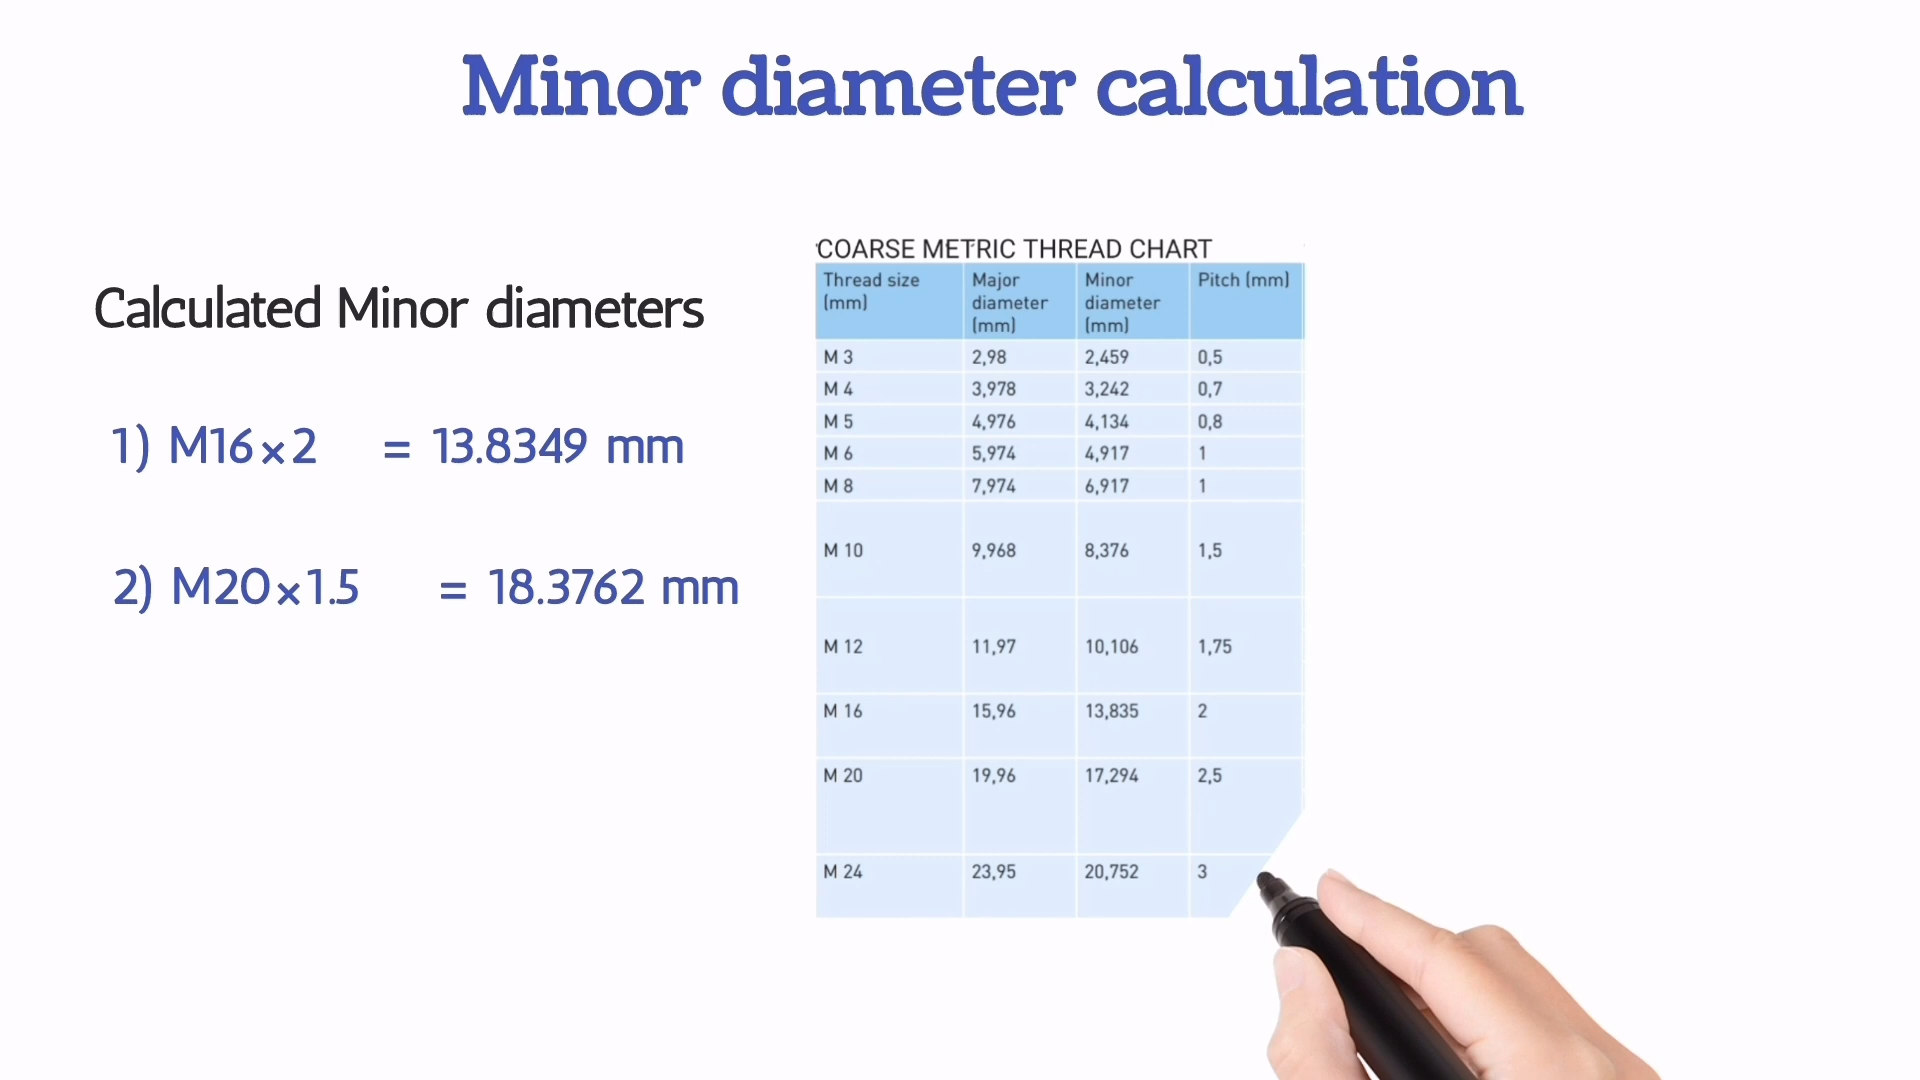 Minor diameter calculation
Calculated Minor diameters
1) M16×2 = 13.8349 mm
2) M20×1.5 = 18.3762 mm
COARSE METRIC THREAD CHART
Thread size (mm) Major diameter (mm) Minor diameter (mm) Pitch (mm)
M 3 2,98 2,459 0,5
M 4 3,978 3,242 0,7
M 5 4,976 4,134 0,8
M 6 5,974 4,917 1
M 8 7,974 6,917 1
M 10 9,968 8,376 1,5
M 12 11,97 10,106 1,75
M 16 15,96 13,835 2
M 20 19,96 17,294 2,5
M 24 23,95 20,752 3